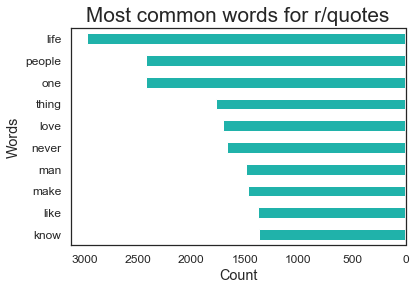 Most common words for r/quotes
life
people
one
thing
love
never
man
make
like
know
Words
3000 2500 2000 1500 1000 500 0
Count